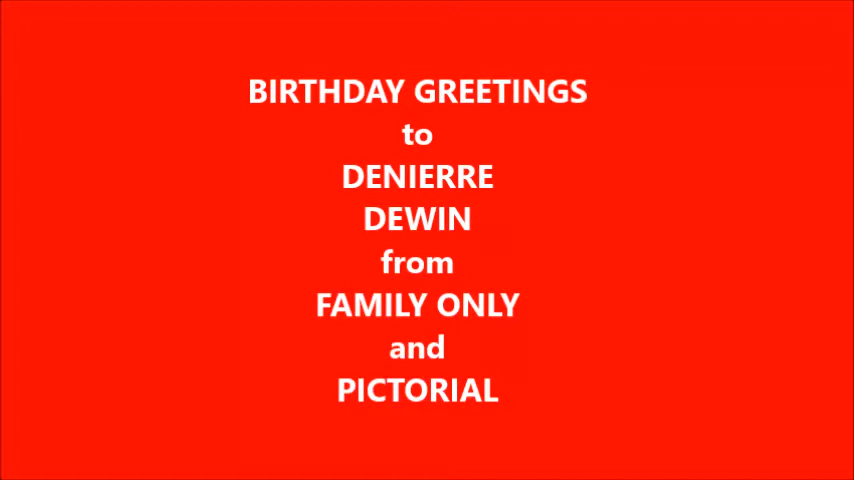 BIRTHDAY GREETINGS
to
DENIERRE
DEWIN
from
FAMILY ONLY
and
PICTORIAL